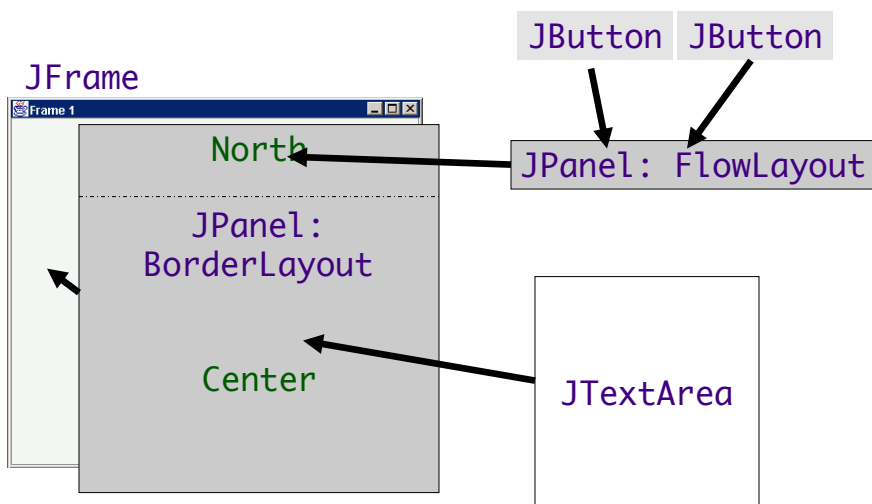 JButton JButton
JFrame
Frame 1
North
JPanel: FlowLayout
JPanel:
BorderLayout
Center
JTextArea